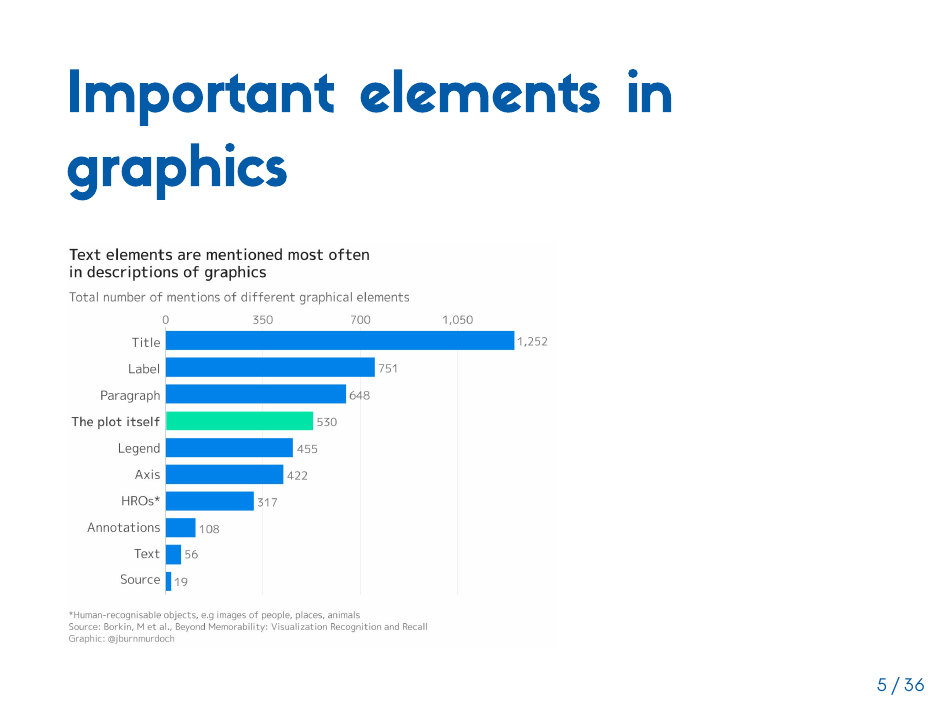 Important elements in
graphics
Text elements are mentioned most often
in descriptions of graphics
Total number of mentions of different graphical elements
0 350 700 1,050
Title 1,252
Label 751
Paragraph 648
The plot itself 530
Legend 455
Axis 422
HROs* 317
Annotations 108
Text 56
Source 19
*Human-recognisable objects, e.g images of people, places, animals
Source: Borkin, M et al., Beyond Memorability: Visualization Recognition and Recall
Graphic: @jburnmurdoch
5 / 36